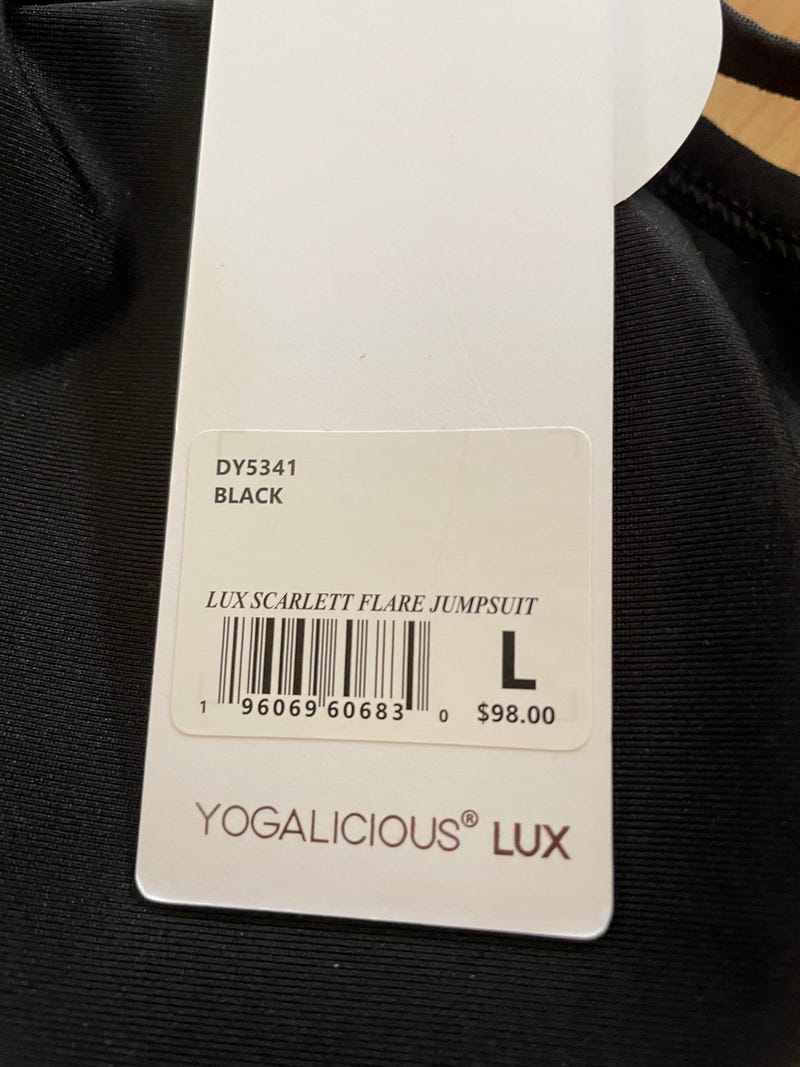 DY5341
BLACK
LUX SCARLETT FLARE JUMPSUIT
L
1 96069 60683 0 $98.00
YOGALICIOUS® LUX